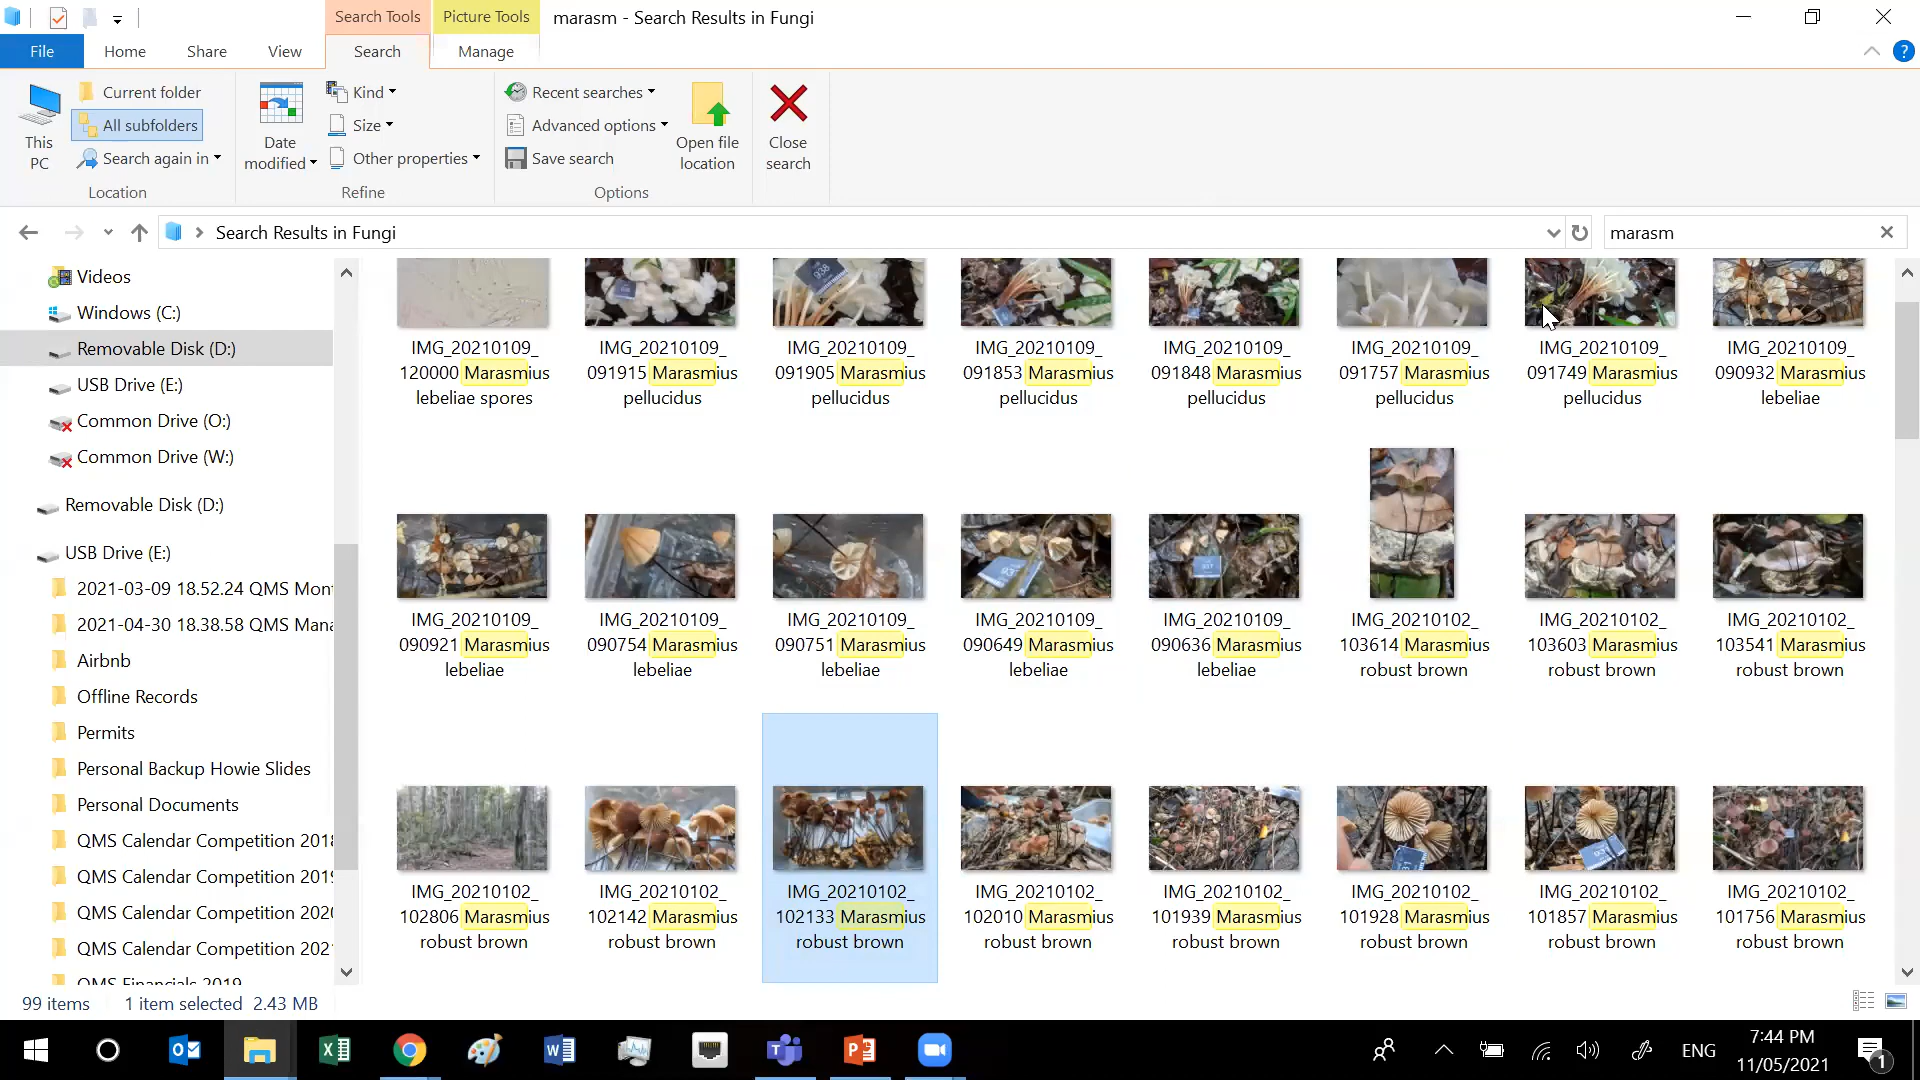 Search Tools
Picture Tools
marasm - Search Results in Fungi
File
Home
Share
View
Search
Manage
This PC
Current folder
All subfolders
Search again in
Location
Date modified
Kind
Size
Other properties
Refine
Recent searches
Advanced options
Save search
Open file location
Close search
Options
Search Results in Fungi
marasm
Videos
Windows (C:)
Removable Disk (D:)
USB Drive (E:)
Common Drive (O:)
Common Drive (W:)
Removable Disk (D:)
USB Drive (E:)
2021-03-09 18.52.24 QMS Mon
2021-04-30 18.38.58 QMS Mana
Airbnb
Offline Records
Permits
Personal Backup Howie Slides
Personal Documents
QMS Calendar Competition 2018
QMS Calendar Competition 2019
QMS Calendar Competition 2020
QMS Calendar Competition 202
QMS Financials 2019
938
IMG_20210109_
120000 Marasmius
lebeliae spores
IMG_20210109_
091915 Marasmius
pellucidus
IMG_20210109_
091905 Marasmius
pellucidus
IMG_20210109_
091853 Marasmius
pellucidus
IMG_20210109_
091848 Marasmius
pellucidus
IMG_20210109_
091757 Marasmius
pellucidus
IMG_20210109_
091749 Marasmius
pellucidus
IMG_20210109_
090932 Marasmius
lebeliae
937
IMG_20210109_
090921 Marasmius
lebeliae
IMG_20210109_
090754 Marasmius
lebeliae
IMG_20210109_
090751 Marasmius
lebeliae
IMG_20210109_
090649 Marasmius
lebeliae
IMG_20210109_
090636 Marasmius
lebeliae
IMG_20210102_
103614 Marasmius
robust brown
IMG_20210102_
103603 Marasmius
robust brown
IMG_20210102_
103541 Marasmius
robust brown
IMG_20210102_
102806 Marasmius
robust brown
IMG_20210102_
102142 Marasmius
robust brown
IMG_20210102_
102133 Marasmius
robust brown
IMG_20210102_
102010 Marasmius
robust brown
IMG_20210102_
101939 Marasmius
robust brown
IMG_20210102_
101928 Marasmius
robust brown
IMG_20210102_
101857 Marasmius
robust brown
IMG_20210102_
101756 Marasmius
robust brown
99 items
1 item selected 2.43 MB
ENG
7:44 PM
11/05/2021
1